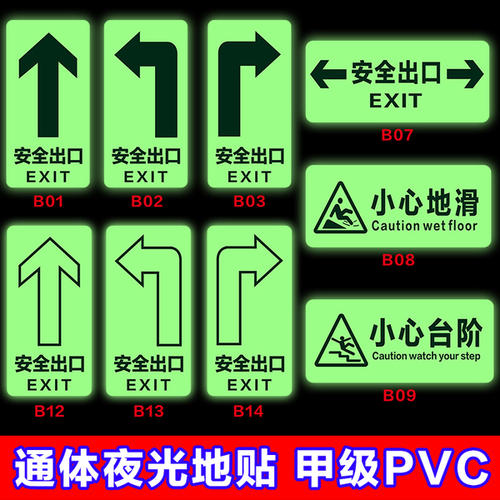 安全出口
EXIT
B01
安全出口
EXIT
B02
安全出口
EXIT
B03
安全出口
EXIT
B07
小心地滑
Caution wet floor
B08
安全出口
EXIT
B12
安全出口
EXIT
B13
安全出口
EXIT
B14
小心台阶
Caution watch your step
B09
通体夜光地贴 甲级PVC